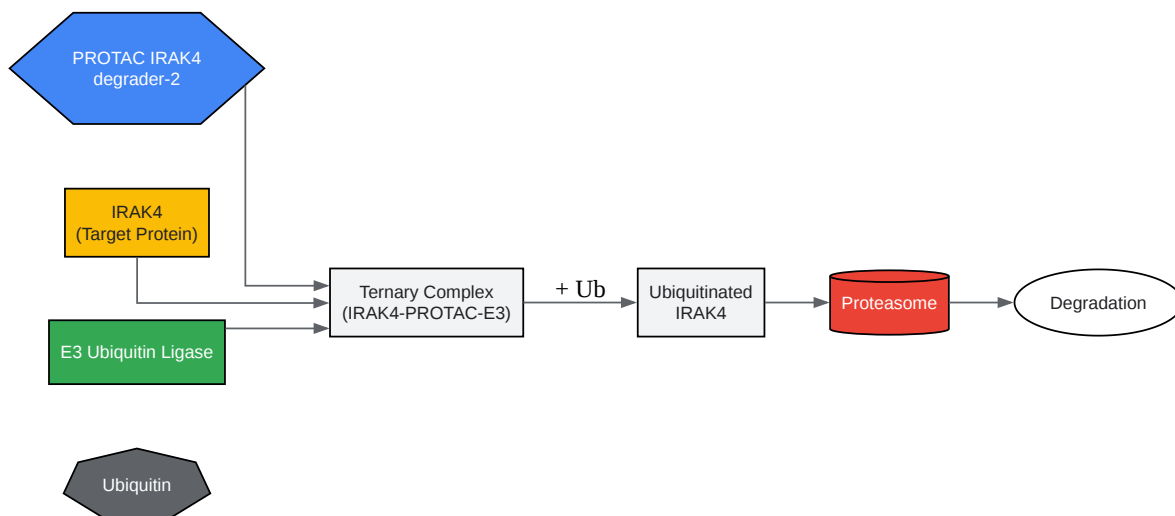 PROTAC IRAK4
degrader-2
IRAK4
(Target Protein)
E3 Ubiquitin Ligase
Ternary Complex
(IRAK4-PROTAC-E3)
+ Ub
Ubiquitinated
IRAK4
Proteasome
Degradation
Ubiquitin